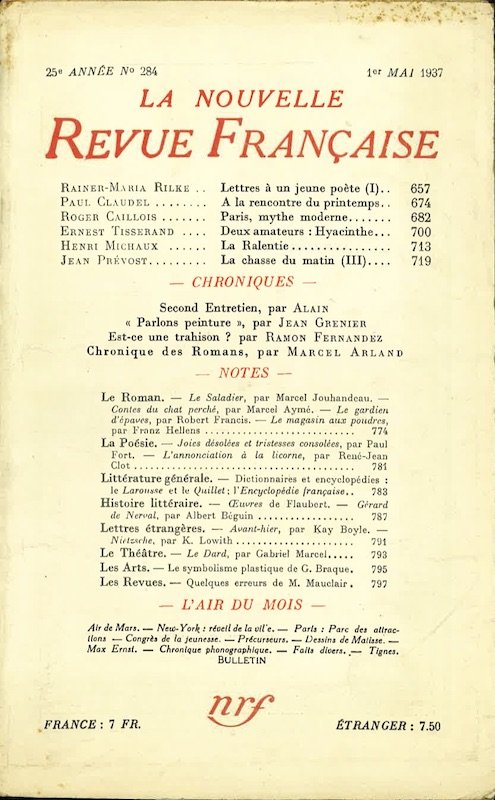 25e ANNÉE No 284 1er MAI 1937
LA NOUVELLE
REVUE FRANÇAISE
RAINER-MARIA RILKE .. Lettres à un jeune poète (I).. 657
PAUL CLAUDEL ........ A la rencontre du printemps.. 674
ROGER CAILLOIS ...... Paris, mythe moderne....... 682
ERNEST TISSERAND .... Deux amateurs : Hyacinthe... 700
HENRI MICHAUX ...... La Ralentie ................ 713
JEAN PRÉVOST......... La chasse du matin (III).... 719
— CHRONIQUES —
Second Entretien, par ALAIN
« Parlons peinture », par JEAN GRENIER
Est-ce une trahison ? par RAMON FERNANDEZ
Chronique des Romans, par MARCEL ARLAND
— NOTES —
Le Roman. — Le Saladier, par Marcel Jouhandeau. —
Contes du chat perché, par Marcel Aymé. — Le gardien
d'épaves, par Robert Francis. — Le magasin aux poudres,
par Franz Hellens ........................ 774
La Poésie. — Joies désolées et tristesses consolées, par Paul
Fort. — L'annonciation à la licorne, par René-Jean
Clot .................................... 781
Littérature générale. — Dictionnaires et encyclopédies :
le Larousse et le Quillet ; l'Encyclopédie française.. 783
Histoire littéraire. — Œuvres de Flaubert. — Gérard
de Nerval, par Albert Béguin .................. 787
Lettres étrangères. — Avant-hier, par Kay Boyle. —
Nietzsche, par K. Lowith ...................... 791
Le Théâtre. — Le Dard, par Gabriel Marcel..... 793
Les Arts. — Le symbolisme plastique de G. Braque. 795
Les Revues. — Quelques erreurs de M. Mauclair . 797
— L'AIR DU MOIS —
Air de Mars. — New-York : réveil de la vil'e. — Paris : Parc des attrac-
tions — Congrès de la jeunesse. — Précurseurs. — Dessins de Matisse. —
Max Ernst. — Chronique phonographique. — Faits divers. — Tignes.
BULLETIN
nrf
FRANCE : 7 FR. ÉTRANGER : 7.50